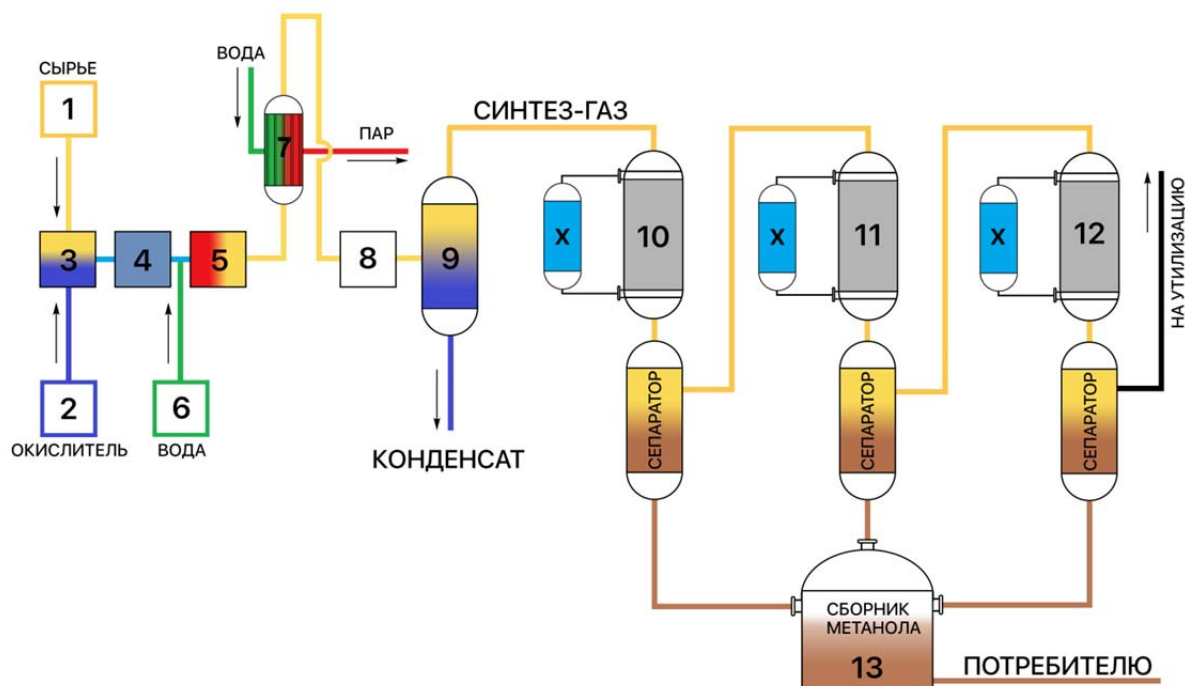 ВОДА
СЫРЬЕ
1
7
ПАР
СИНТЕЗ-ГАЗ
3
4
5
8
9
X
10
X
11
X
12
НА УТИЛИЗАЦИЮ
2
6
ОКИСЛИТЕЛЬ
ВОДА
КОНДЕНСАТ
СЕПАРАТОР
СЕПАРАТОР
СЕПАРАТОР
СБОРНИК
МЕТАНОЛА
13
ПОТРЕБИТЕЛЮ